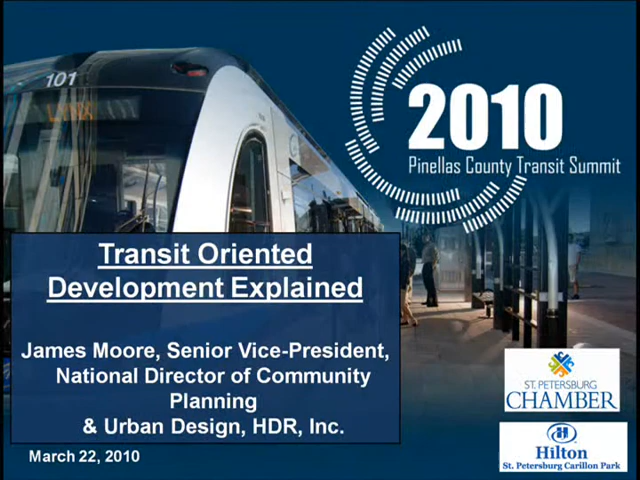 101
LYNX
2010
Pinellas County Transit Summit
Transit Oriented
Development Explained
James Moore, Senior Vice-President,
National Director of Community
Planning
& Urban Design, HDR, Inc.
ST. PETERSBURG
CHAMBER
Hilton
St. Petersburg Carillon Park
March 22, 2010